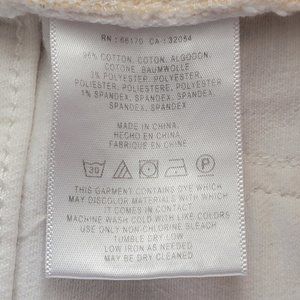 RN: 66170 CA: 32054
COTTON, COTON, ALGODON,
COTONE, BAUMWOLLE
POLYESTER, POLYESTER,
POLIESTER, POLIESTERE, POLYESTER
1% SPANDEX, SPANDEX, SPANDEX,
SPANDEX, SPANDEX
MADE IN CHINA,
HECHO EN CHINA,
FABRIQUE EN CHINE
30 P
THIS GARMENT CONTAINS DYE WHICH
MAY DISCOLOR MATERIALS WITH WHICH
IT COMES IN CONTACT
MACHINE WASH COLD WITH LIKE COLORS
USE ONLY NON-CHLORINE BLEACH
TUMBLE DRY LOW
LOW IRON AS NEEDED
MAY BE DRY CLEANED